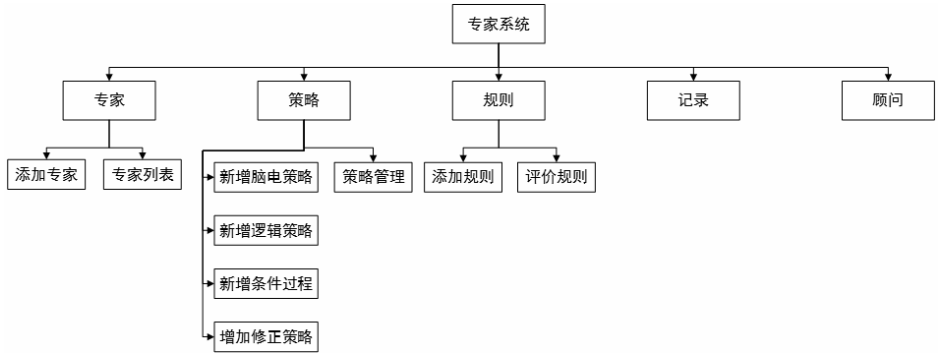 专家系统
专家
策略
规则
记录
顾问
添加专家
专家列表
新增脑电策略
策略管理
添加规则
评价规则
新增逻辑策略
新增条件过程
增加修正策略